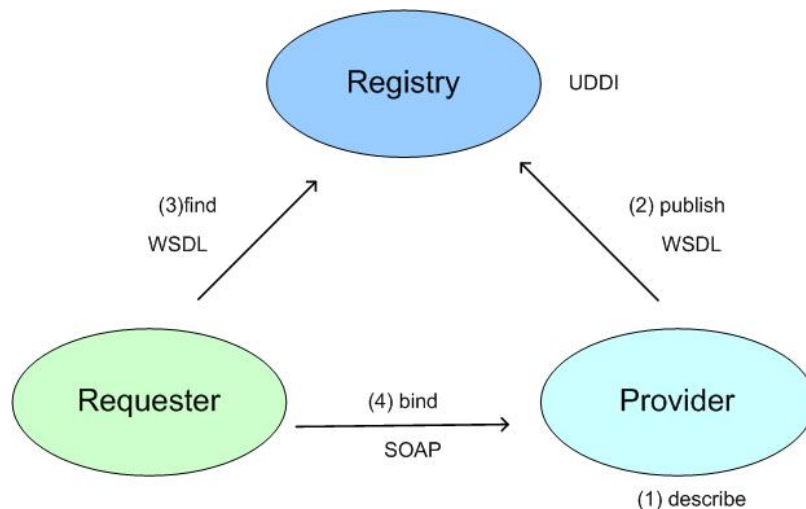 Registry
UDDI
(3)find
WSDL
(2) publish
WSDL
Requester
(4) bind
SOAP
Provider
(1) describe